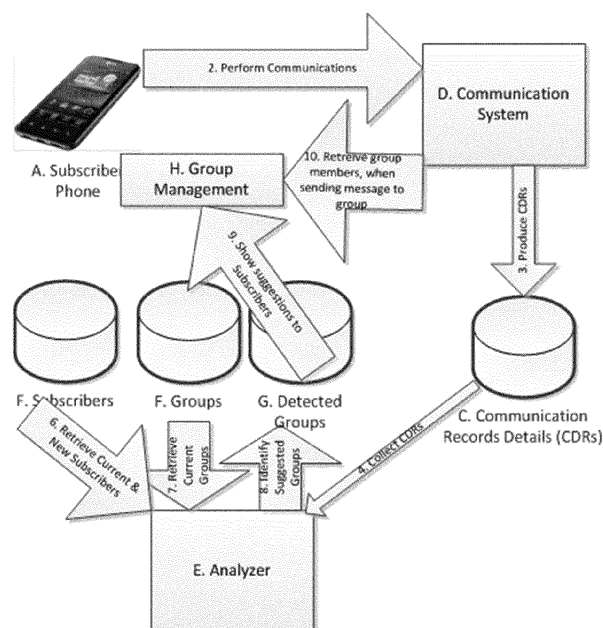 2. Perform Communications
D. Communication
System
A. Subscriber
Phone
H. Group
Management
10. Retreive group
members, when
sending message to
group
3. Produce CDRs
9. Show suggestions to
Subscribers
F. Subscribers
F. Groups
G. Detected
Groups
C. Communication
Records Details (CDRs)
6. Retrieve Current &
New Subscribers
7. Retrieve
Current
Groups
8. Identify
Suggested
Groups
4. Collect CDRs
E. Analyzer